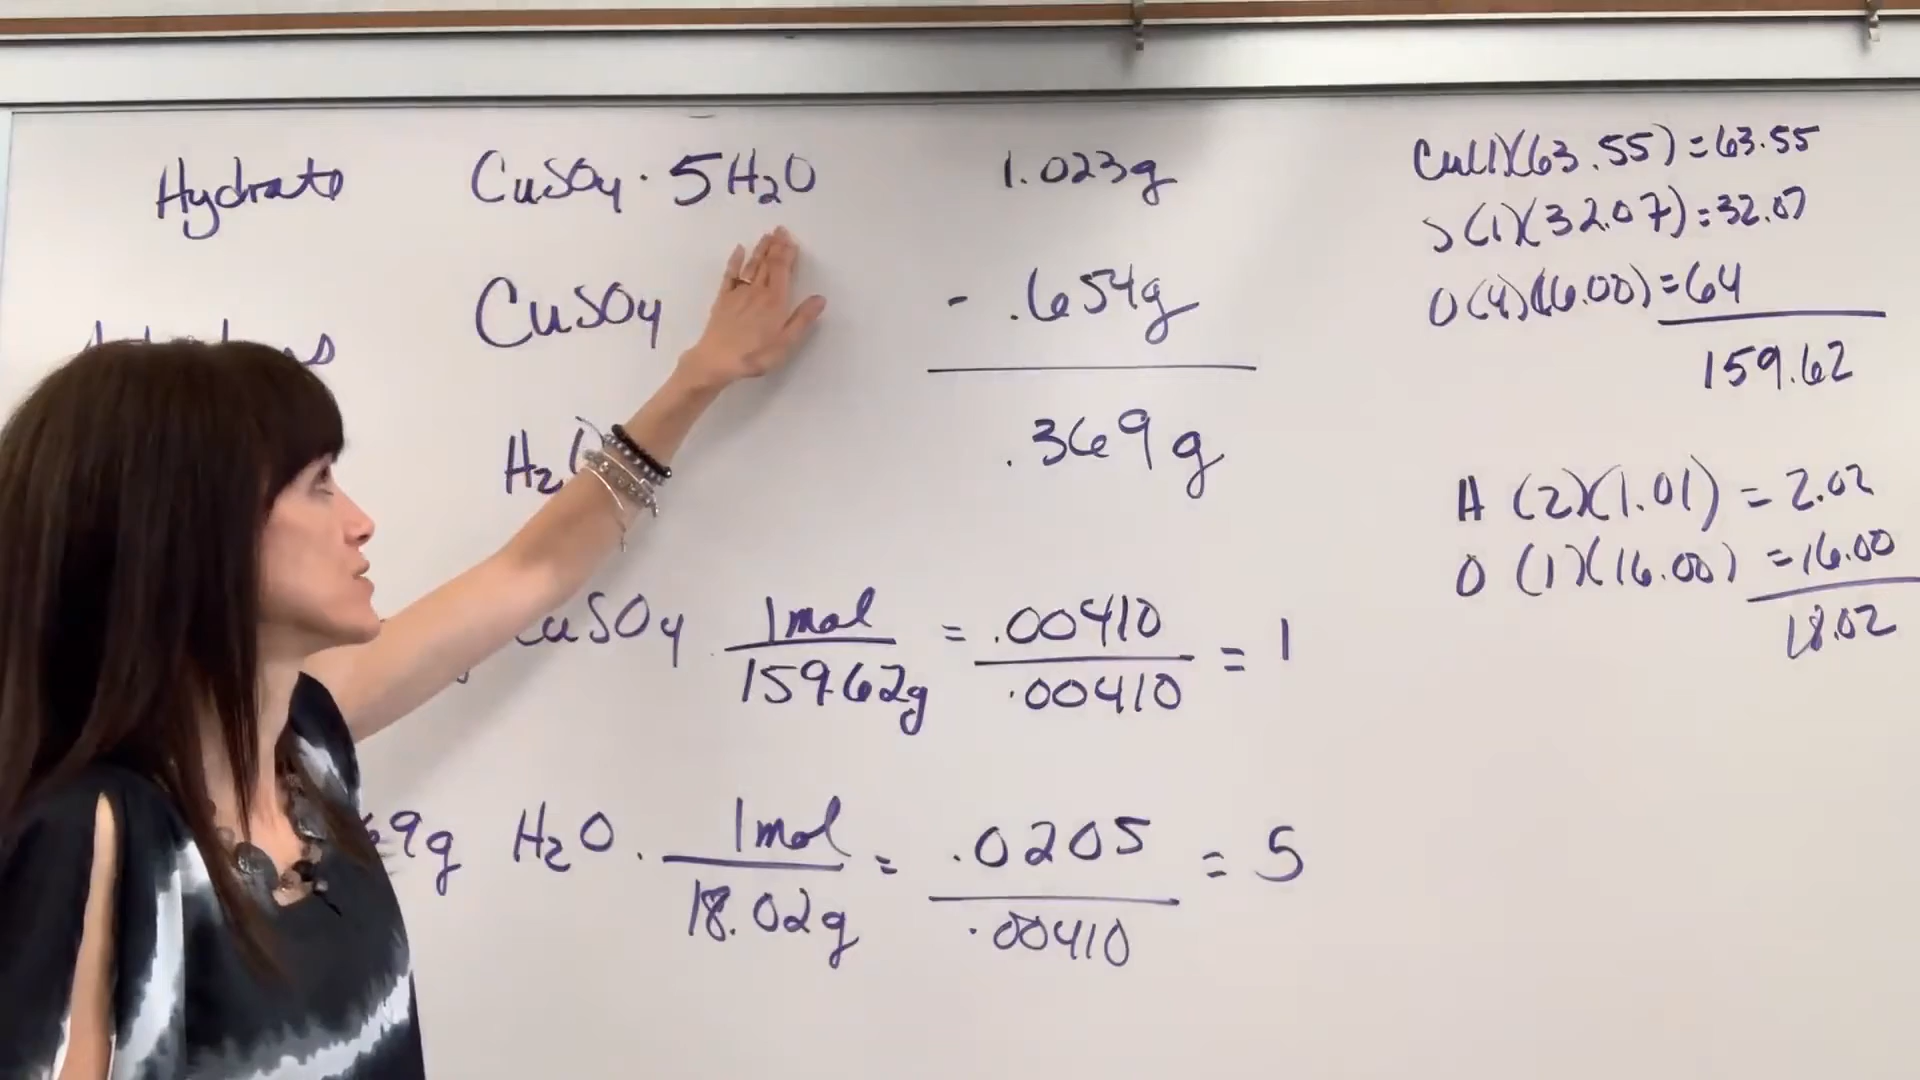 Hydrate CuSO4 · 5H2O 1.023g
CuSO4 - .654g
H2 .369g
CuSO4 . 1mol/159.62g = .00410/.00410 = 1
9g H2O . 1mol/18.02g = .0205/.00410 = 5
Cu(1)(63.55)=63.55
S(1)(32.07)=32.07
O(4)(16.00)=64
159.62
H (2)(1.01) = 2.02
O (1)(16.00) =16.00
18.02